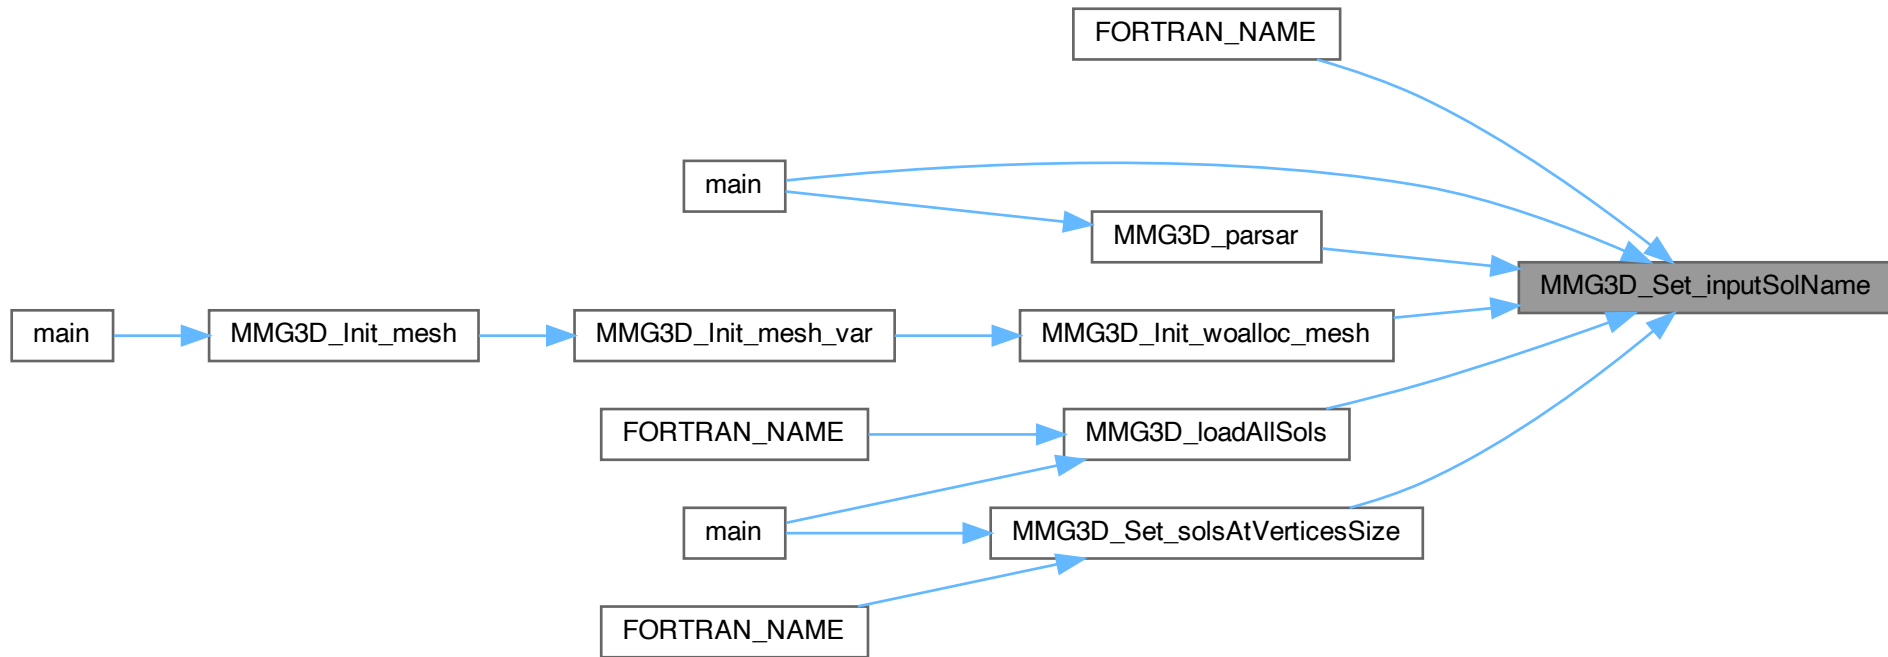 FORTRAN_NAME
main
MMG3D_parsar
MMG3D_Set_inputSolName
main
MMG3D_Init_mesh
MMG3D_Init_mesh_var
MMG3D_Init_woalloc_mesh
FORTRAN_NAME
MMG3D_loadAllSols
main
MMG3D_Set_solsAtVerticesSize
FORTRAN_NAME